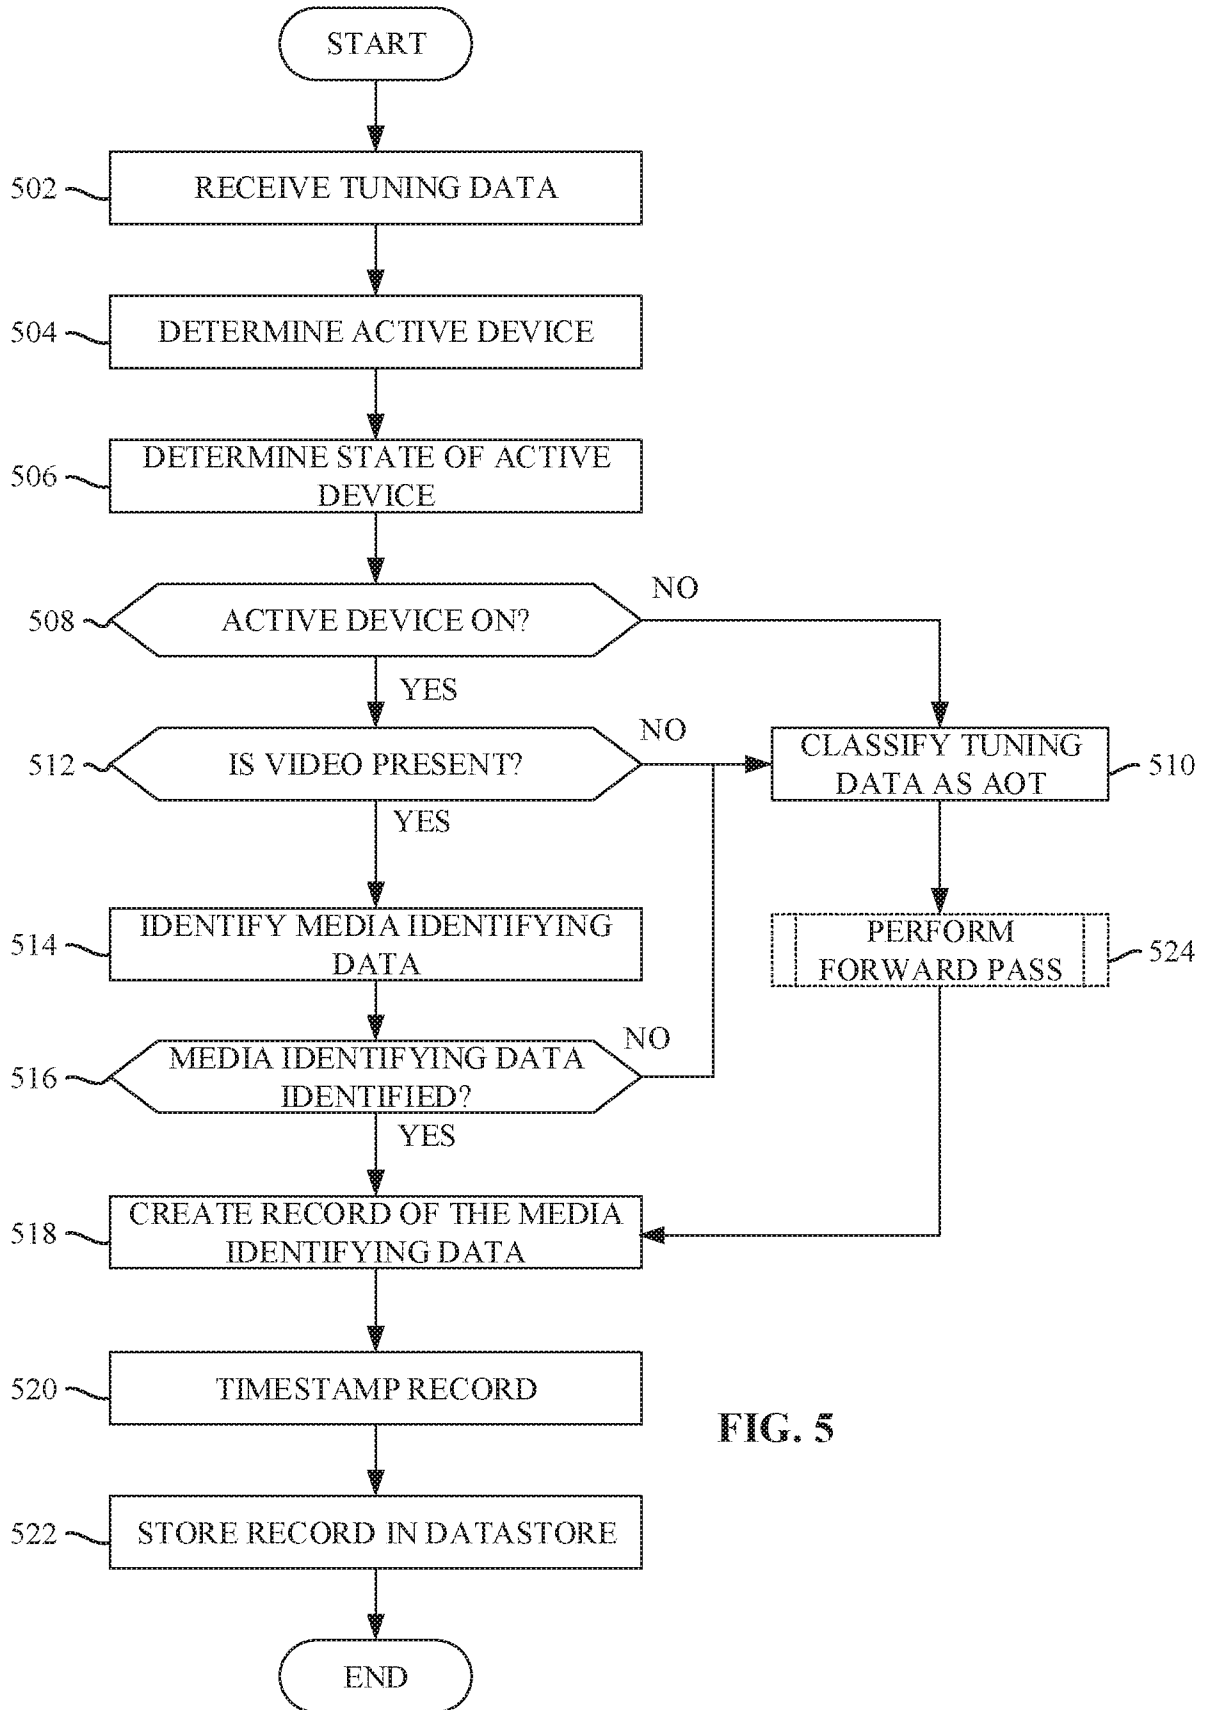 START
502
RECEIVE TUNING DATA
504
DETERMINE ACTIVE DEVICE
506
DETERMINE STATE OF ACTIVE
DEVICE
508
ACTIVE DEVICE ON?
NO
YES
512
IS VIDEO PRESENT?
NO
YES
CLASSIFY TUNING
DATA AS AOT
510
514
IDENTIFY MEDIA IDENTIFYING
DATA
PERFORM
FORWARD PASS
524
516
MEDIA IDENTIFYING DATA
IDENTIFIED?
NO
YES
518
CREATE RECORD OF THE MEDIA
IDENTIFYING DATA
520
TIMESTAMP RECORD
FIG. 5
522
STORE RECORD IN DATASTORE
END